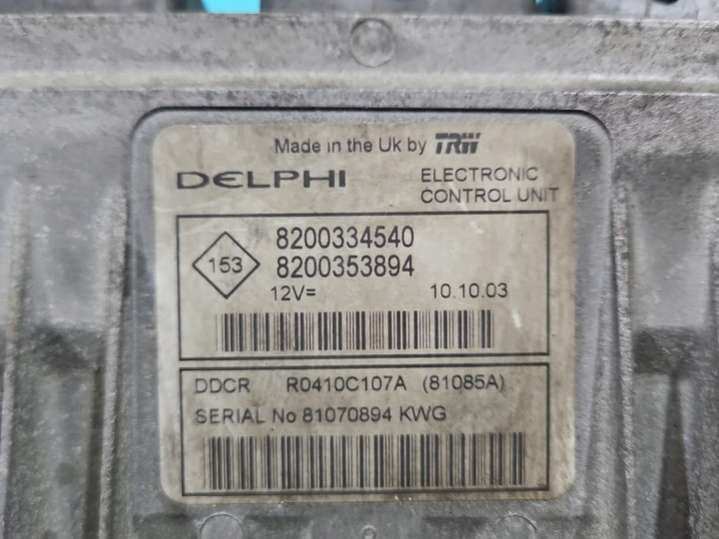 Made in the Uk by TRW
DELPHI
ELECTRONIC
CONTROL UNIT
153
8200334540
8200353894
12V= 10.10.03
DDCR R0410C107A (81085A)
SERIAL No 81070894 KWG